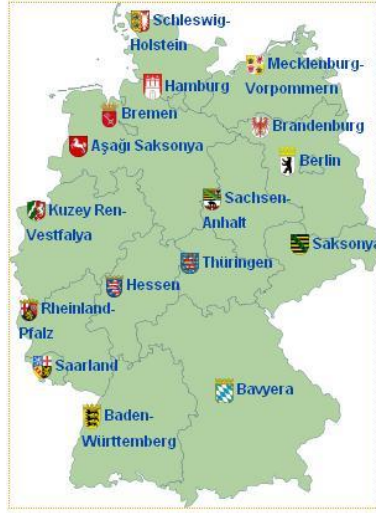 Schleswig-
Holstein
Mecklenburg-
Vorpommern
Hamburg
Bremen
Brandenburg
Aşağı Saksonya
Berlin
Sachsen-
Anhalt
Kuzey Ren-
Vestfalya
Saksonya
Thüringen
Hessen
Rheinland-
Pfalz
Saarland
Bavyera
Baden-
Württemberg